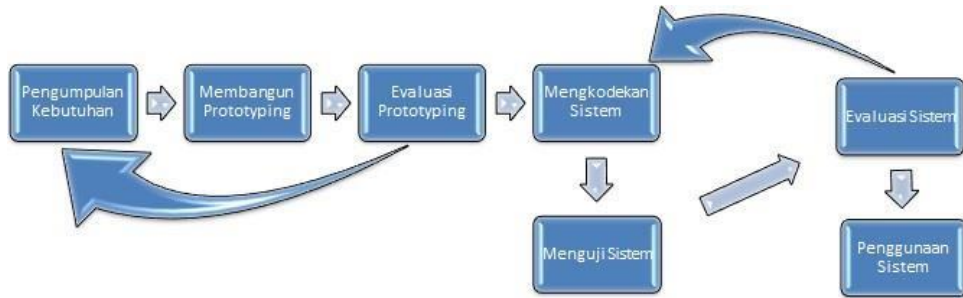 Pengumpulan
Kebutuhan
Membangun
Prototyping
Evaluasi
Prototyping
Mengkodekan
Sistem
Menguji Sistem
Evaluasi Sistem
Penggunaan
Sistem